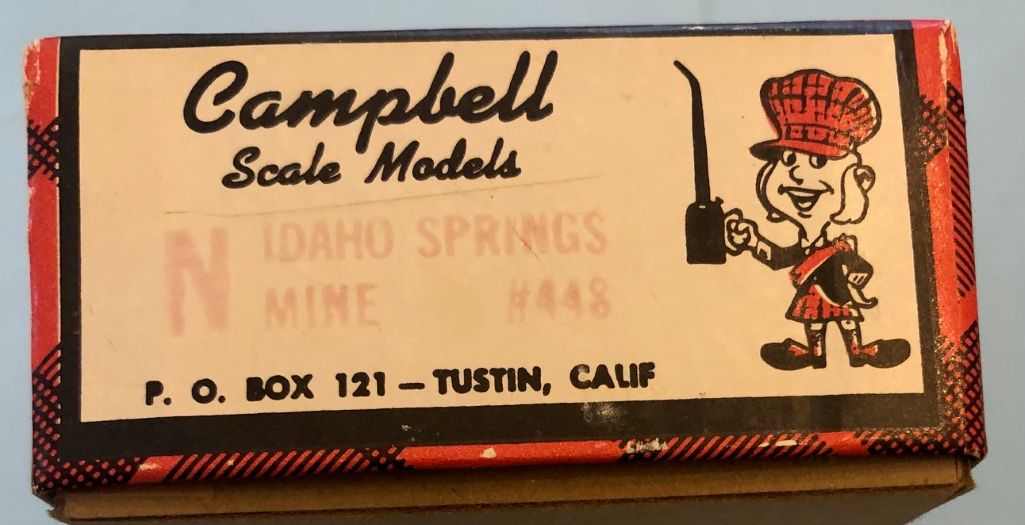 Campbell
Scale Models
N IDAHO SPRINGS
MINE #448
P. O. BOX 121 – TUSTIN, CALIF